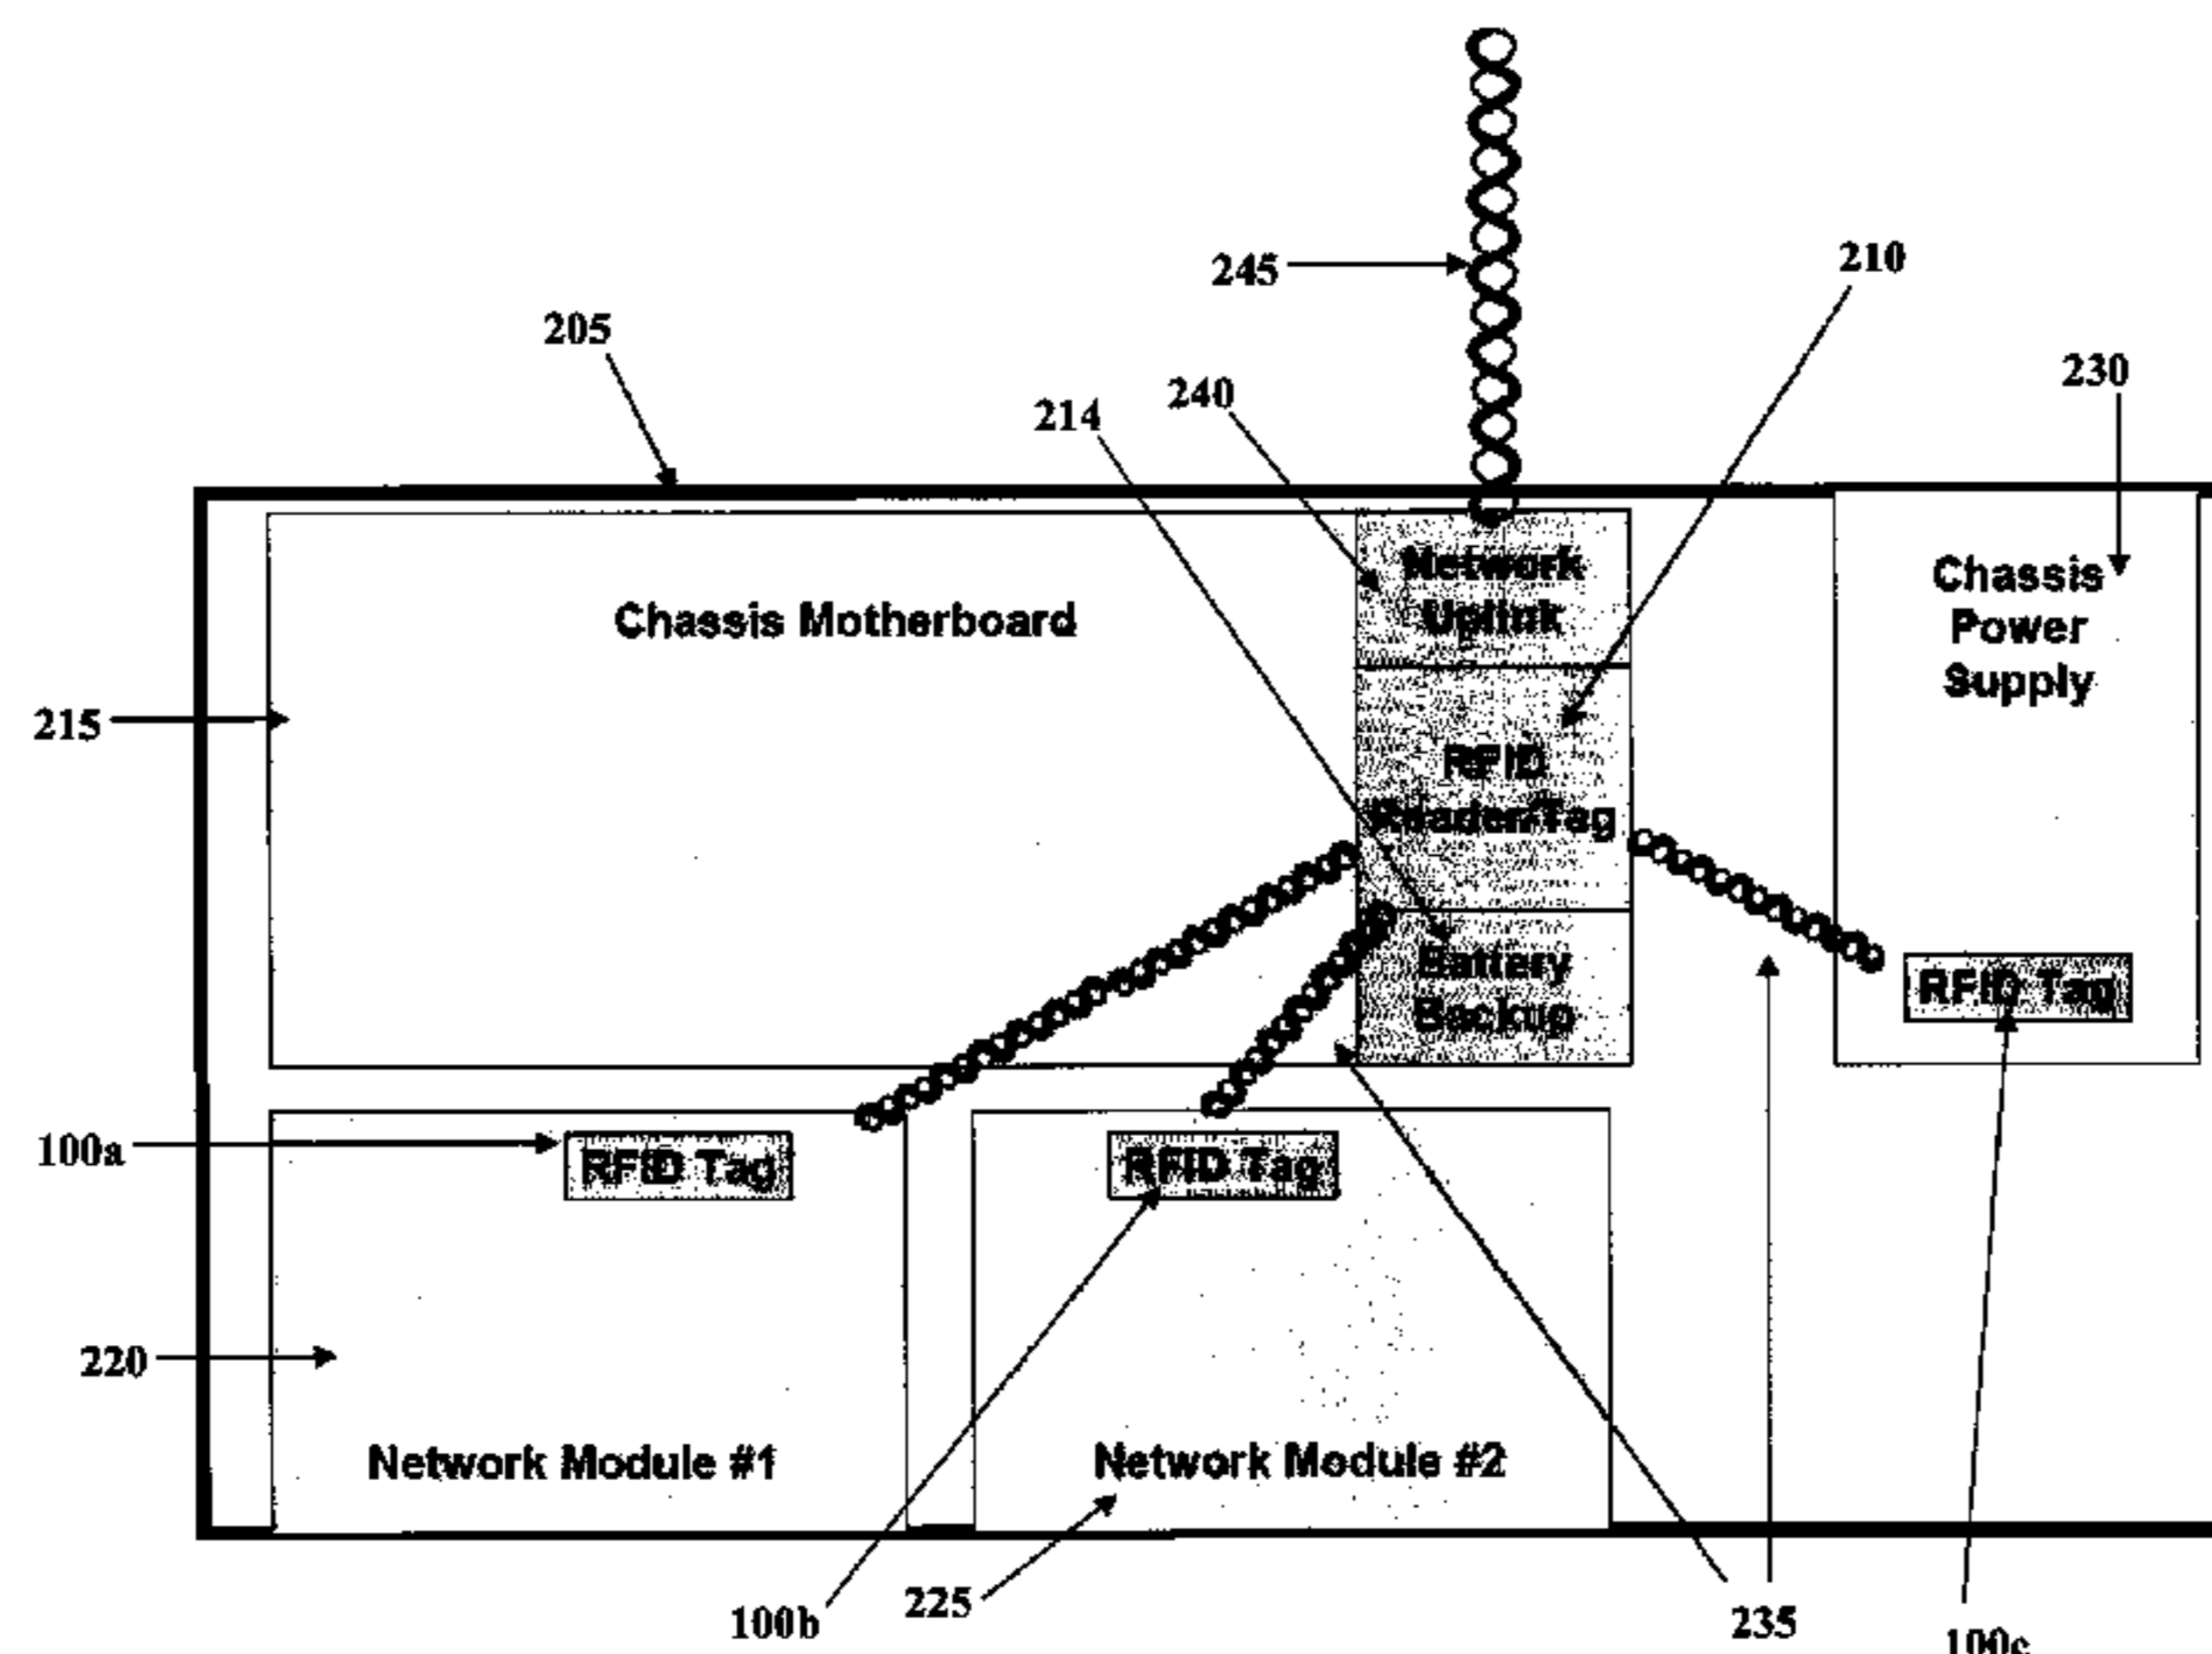 245
210
205
230
240
214
Network
Uplink
Chassis
Power
Supply
Chassis Motherboard
215
RFID
Reader/Tag
Battery
Backup
RFID Tag
100a
RFID Tag
RFID Tag
220
Network Module #1
Network Module #2
100b
225
235
100c